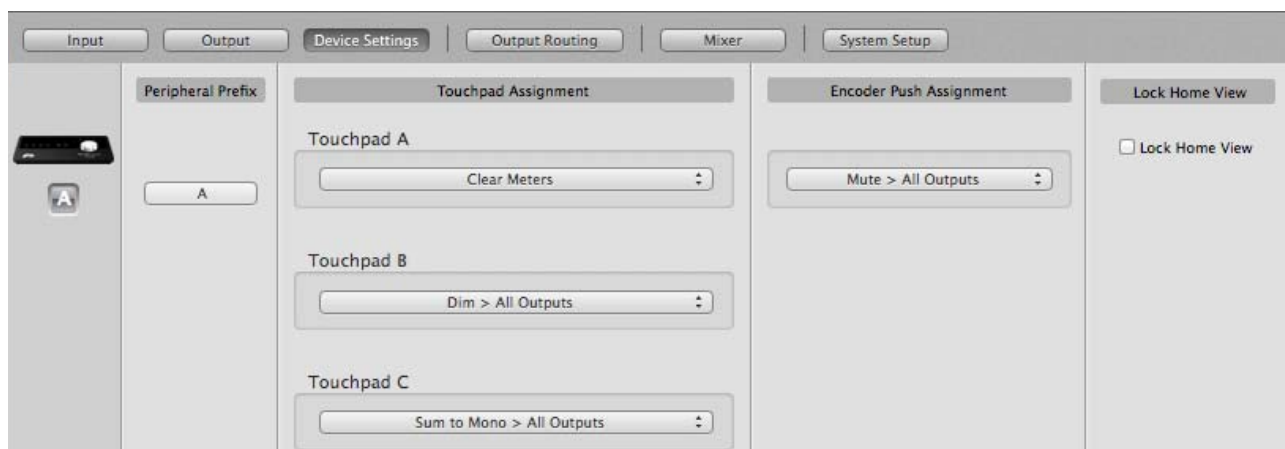 Input
Output
Device Settings
Output Routing
Mixer
System Setup
Peripheral Prefix
Touchpad Assignment
Encoder Push Assignment
Lock Home View
A
A
Touchpad A
Clear Meters
Touchpad B
Dim > All Outputs
Touchpad C
Sum to Mono > All Outputs
Mute > All Outputs
Lock Home View